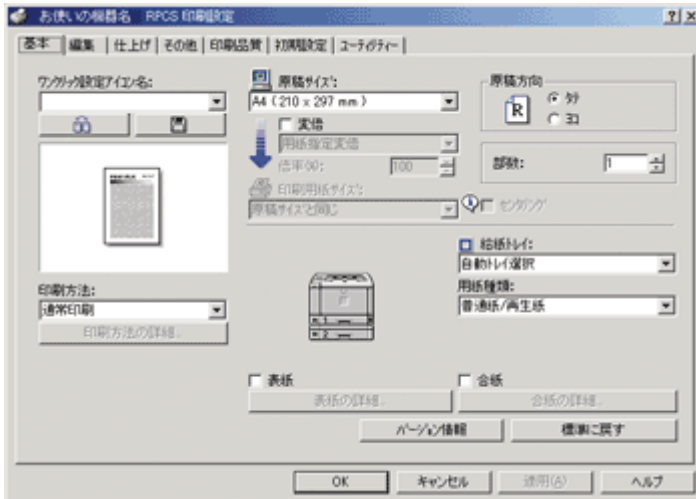 お使いの機器名 RPCS 印刷設定
基本 編集 仕上げ その他 印刷品質 初期設定 ユーティリティー
ワンクリック設定アイコン名:
原稿サイズ:
A4 (210 x 297 mm)
原稿方向
R
タテ
ヨコ
変倍
用紙指定変倍
倍率(%):
100
部数:
1
印刷用紙サイズ:
原稿サイズと同じ
センタリング
給紙トレイ:
自動トレイ選択
印刷方法:
通常印刷
印刷方法の詳細...
用紙種類:
普通紙/再生紙
表紙
表紙の詳細...
合紙
合紙の詳細...
バージョン情報
標準に戻す
OK
キャンセル
適用(A)
ヘルプ